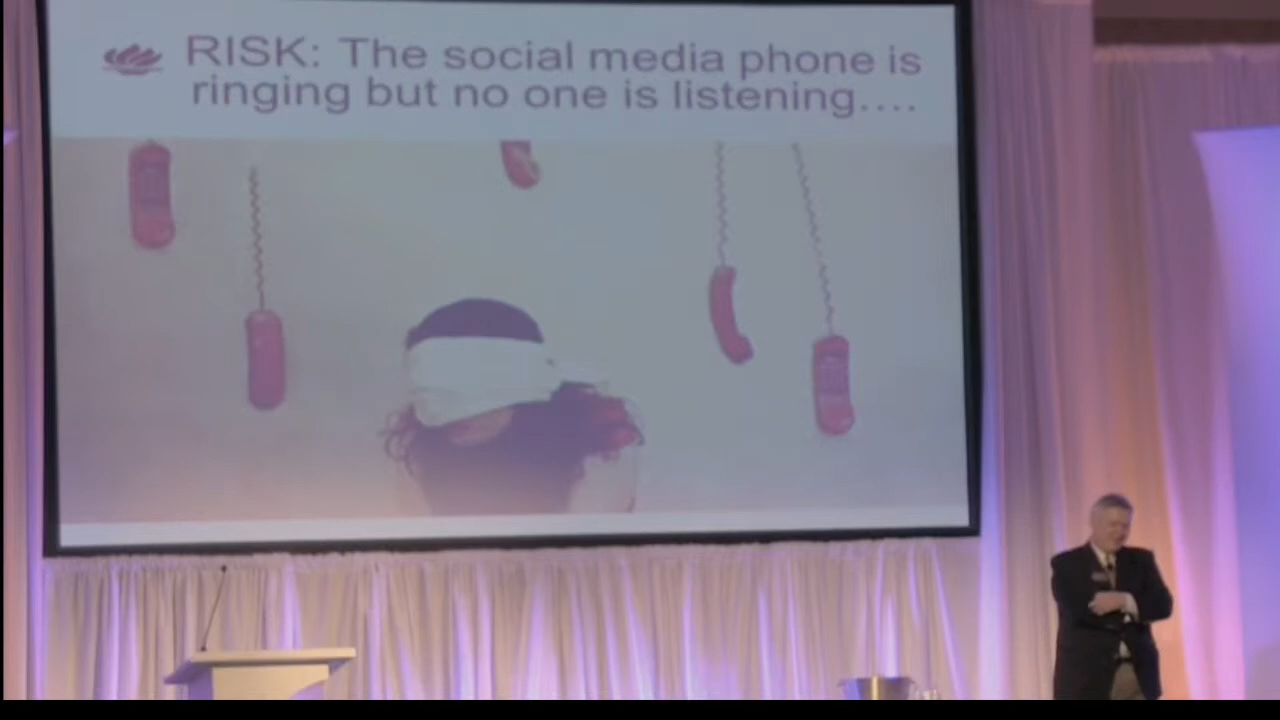 RISK: The social media phone is
ringing but no one is listening....